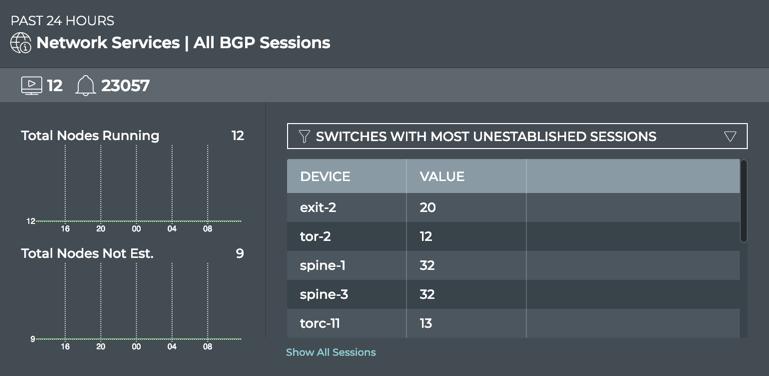 PAST 24 HOURS
Network Services | All BGP Sessions
12 23057
Total Nodes Running 12
12
16 20 00 04 08
Total Nodes Not Est. 9
9
16 20 00 04 08
SWITCHES WITH MOST UNESTABLISHED SESSIONS
DEVICE VALUE
exit-2 20
tor-2 12
spine-1 32
spine-3 32
torc-11 13
Show All Sessions